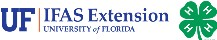 UF IFAS Extension
UNIVERSITY of FLORIDA
H H
H H